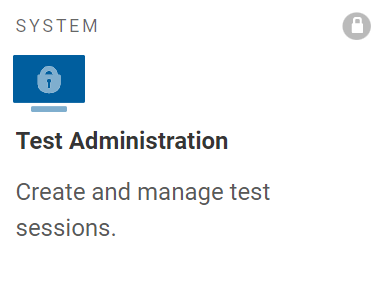 SYSTEM
Test Administration
Create and manage test
sessions.